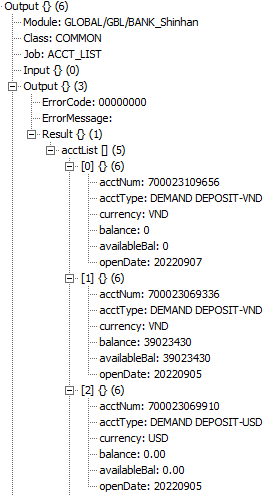 Output {} (6)
Module: GLOBAL/GBL/BANK_Shinhan
Class: COMMON
Job: ACCT_LIST
Input {} (0)
Output {} (3)
ErrorCode: 00000000
ErrorMessage:
Result {} (1)
acctList [] (5)
[0] {} (6)
acctNum: 700023109656
acctType: DEMAND DEPOSIT-VND
currency: VND
balance: 0
availableBal: 0
openDate: 20220907
[1] {} (6)
acctNum: 700023069336
acctType: DEMAND DEPOSIT-VND
currency: VND
balance: 39023430
availableBal: 39023430
openDate: 20220905
[2] {} (6)
acctNum: 700023069910
acctType: DEMAND DEPOSIT-USD
currency: USD
balance: 0.00
availableBal: 0.00
openDate: 20220905